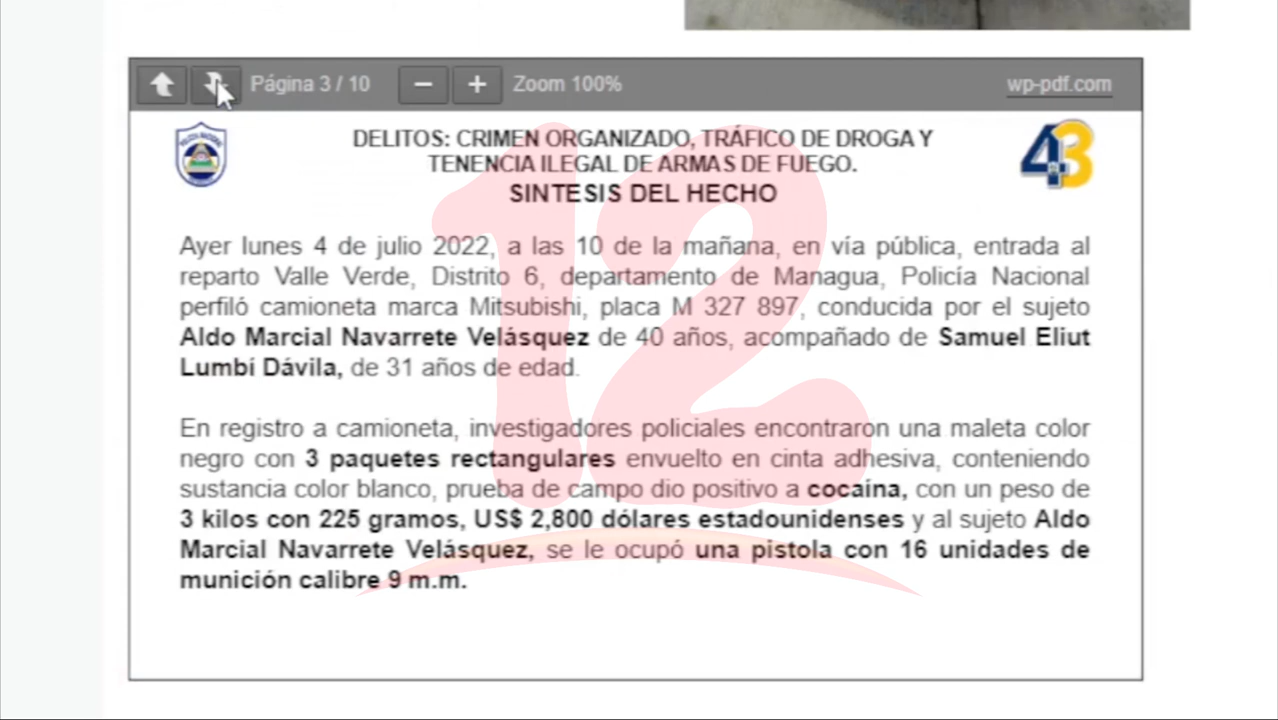 Página 3 / 10
Zoom 100%
wp-pdf.com
DELITOS: CRIMEN ORGANIZADO, TRÁFICO DE DROGA Y
TENENCIA ILEGAL DE ARMAS DE FUEGO.
SINTESIS DEL HECHO
43
12
Ayer lunes 4 de julio 2022, a las 10 de la mañana, en vía pública, entrada al
reparto Valle Verde, Distrito 6, departamento de Managua, Policía Nacional
perfiló camioneta marca Mitsubishi, placa M 327 897, conducida por el sujeto
Aldo Marcial Navarrete Velásquez de 40 años, acompañado de Samuel Eliut
Lumbí Dávila, de 31 años de edad.
En registro a camioneta, investigadores policiales encontraron una maleta color
negro con 3 paquetes rectangulares envuelto en cinta adhesiva, conteniendo
sustancia color blanco, prueba de campo dio positivo a cocaína, con un peso de
3 kilos con 225 gramos, US$ 2,800 dólares estadounidenses y al sujeto Aldo
Marcial Navarrete Velásquez, se le ocupó una pistola con 16 unidades de
munición calibre 9 m.m.